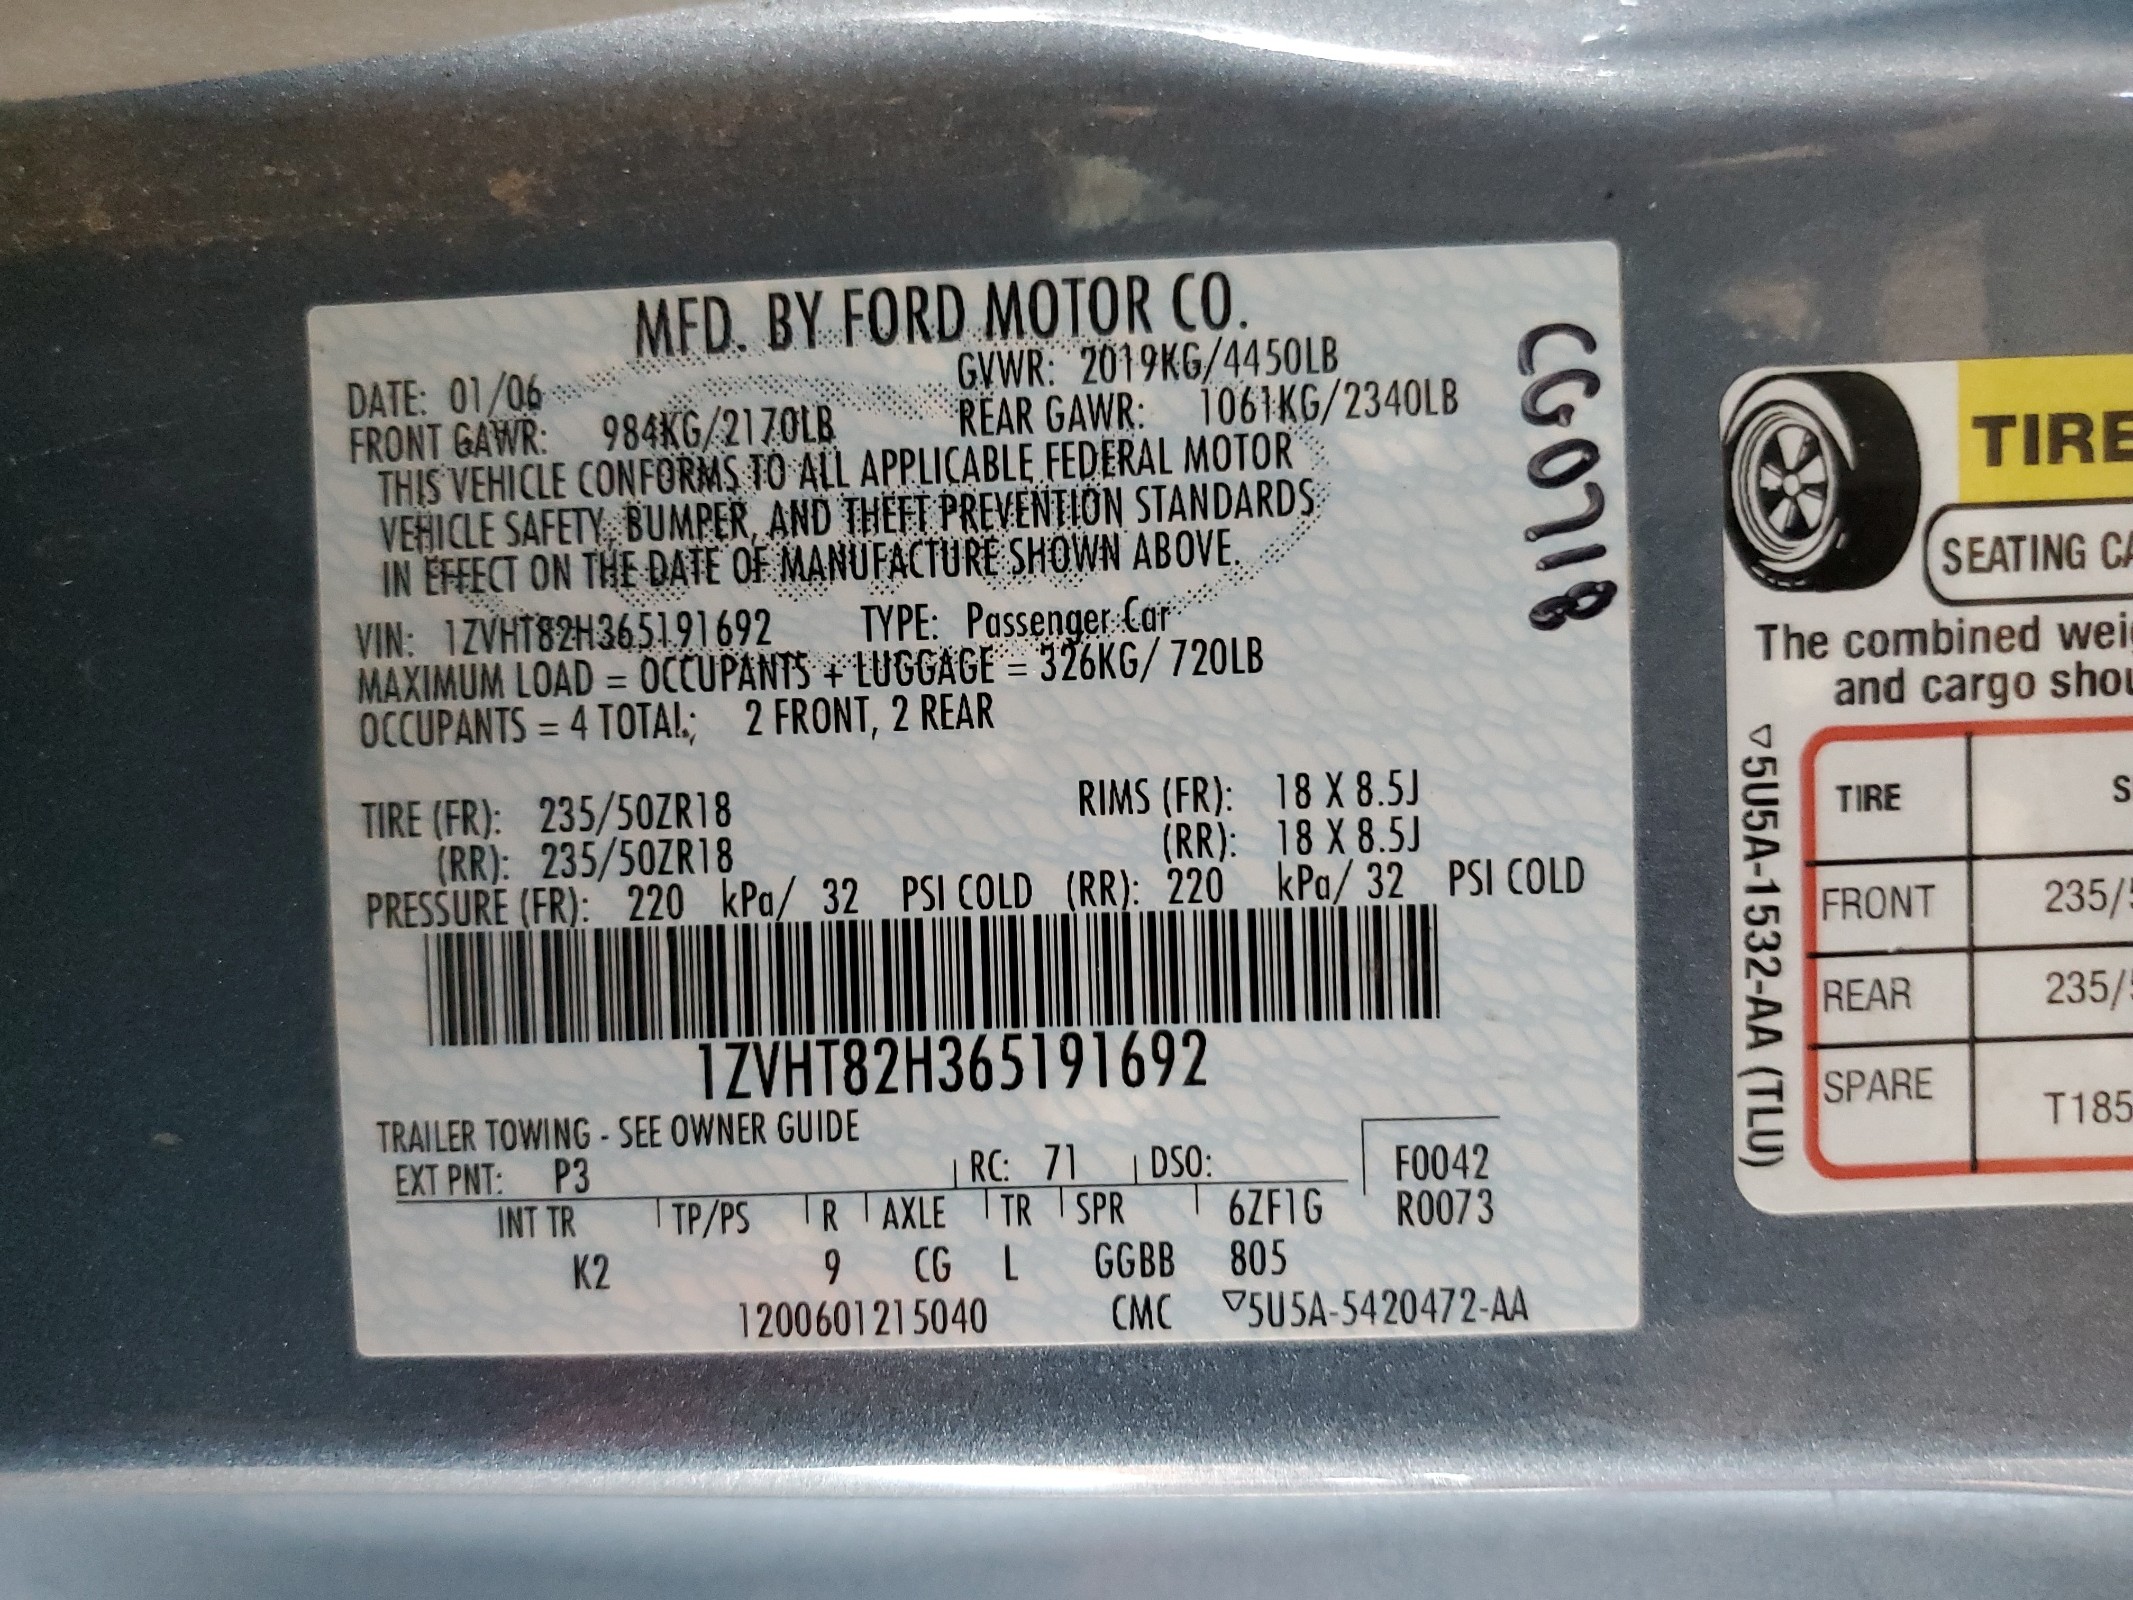 MFD. BY FORD MOTOR CO.
DATE: 01/06 GVWR: 2019KG/4450LB
FRONT GAWR: 984KG/2170LB REAR GAWR: 1061KG/2340LB
THIS VEHICLE CONFORMS TO ALL APPLICABLE FEDERAL MOTOR
VEHICLE SAFETY, BUMPER, AND THEFT PREVENTION STANDARDS
IN EFFECT ON THE DATE OF MANUFACTURE SHOWN ABOVE.
VIN: 1ZVHT82H365191692 TYPE: Passenger Car
MAXIMUM LOAD = OCCUPANTS + LUGGAGE = 326KG/ 720LB
OCCUPANTS = 4 TOTAL; 2 FRONT, 2 REAR
TIRE (FR): 235/50ZR18 RIMS (FR): 18 X 8.5J
(RR): 235/50ZR18 (RR): 18 X 8.5J
PRESSURE (FR): 220 kPa/ 32 PSI COLD (RR): 220 kPa/ 32 PSI COLD
1ZVHT82H365191692
TRAILER TOWING - SEE OWNER GUIDE
EXT PNT: P3 RC: 71 DSO: F0042
INT TR TP/PS R AXLE TR SPR 6ZF1G R0073
K2 9 CG L GGBB 805
1200601215040 CMC ▽5U5A-5420472-AA
CG0718
TIRE
SEATING CA
The combined wei
and cargo shou
▽5U5A-1532-AA (TLU)
TIRE S
FRONT 235/5
REAR 235/5
SPARE T185